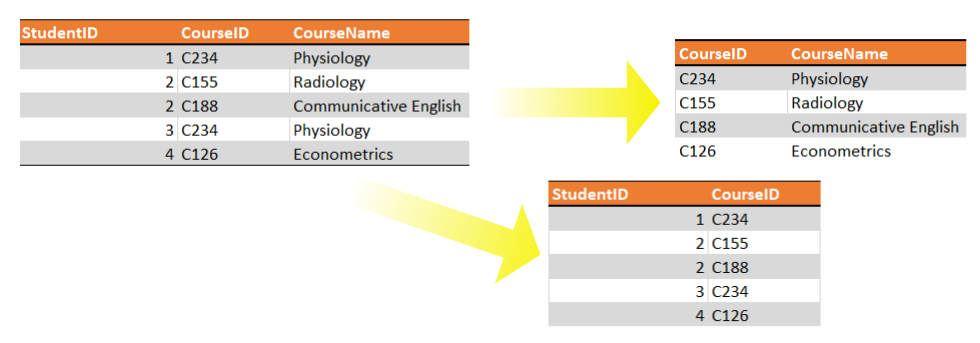 StudentID CourseID CourseName
1 C234 Physiology
2 C155 Radiology
2 C188 Communicative English
3 C234 Physiology
4 C126 Econometrics
CourseID CourseName
C234 Physiology
C155 Radiology
C188 Communicative English
C126 Econometrics
StudentID CourseID
1 C234
2 C155
2 C188
3 C234
4 C126